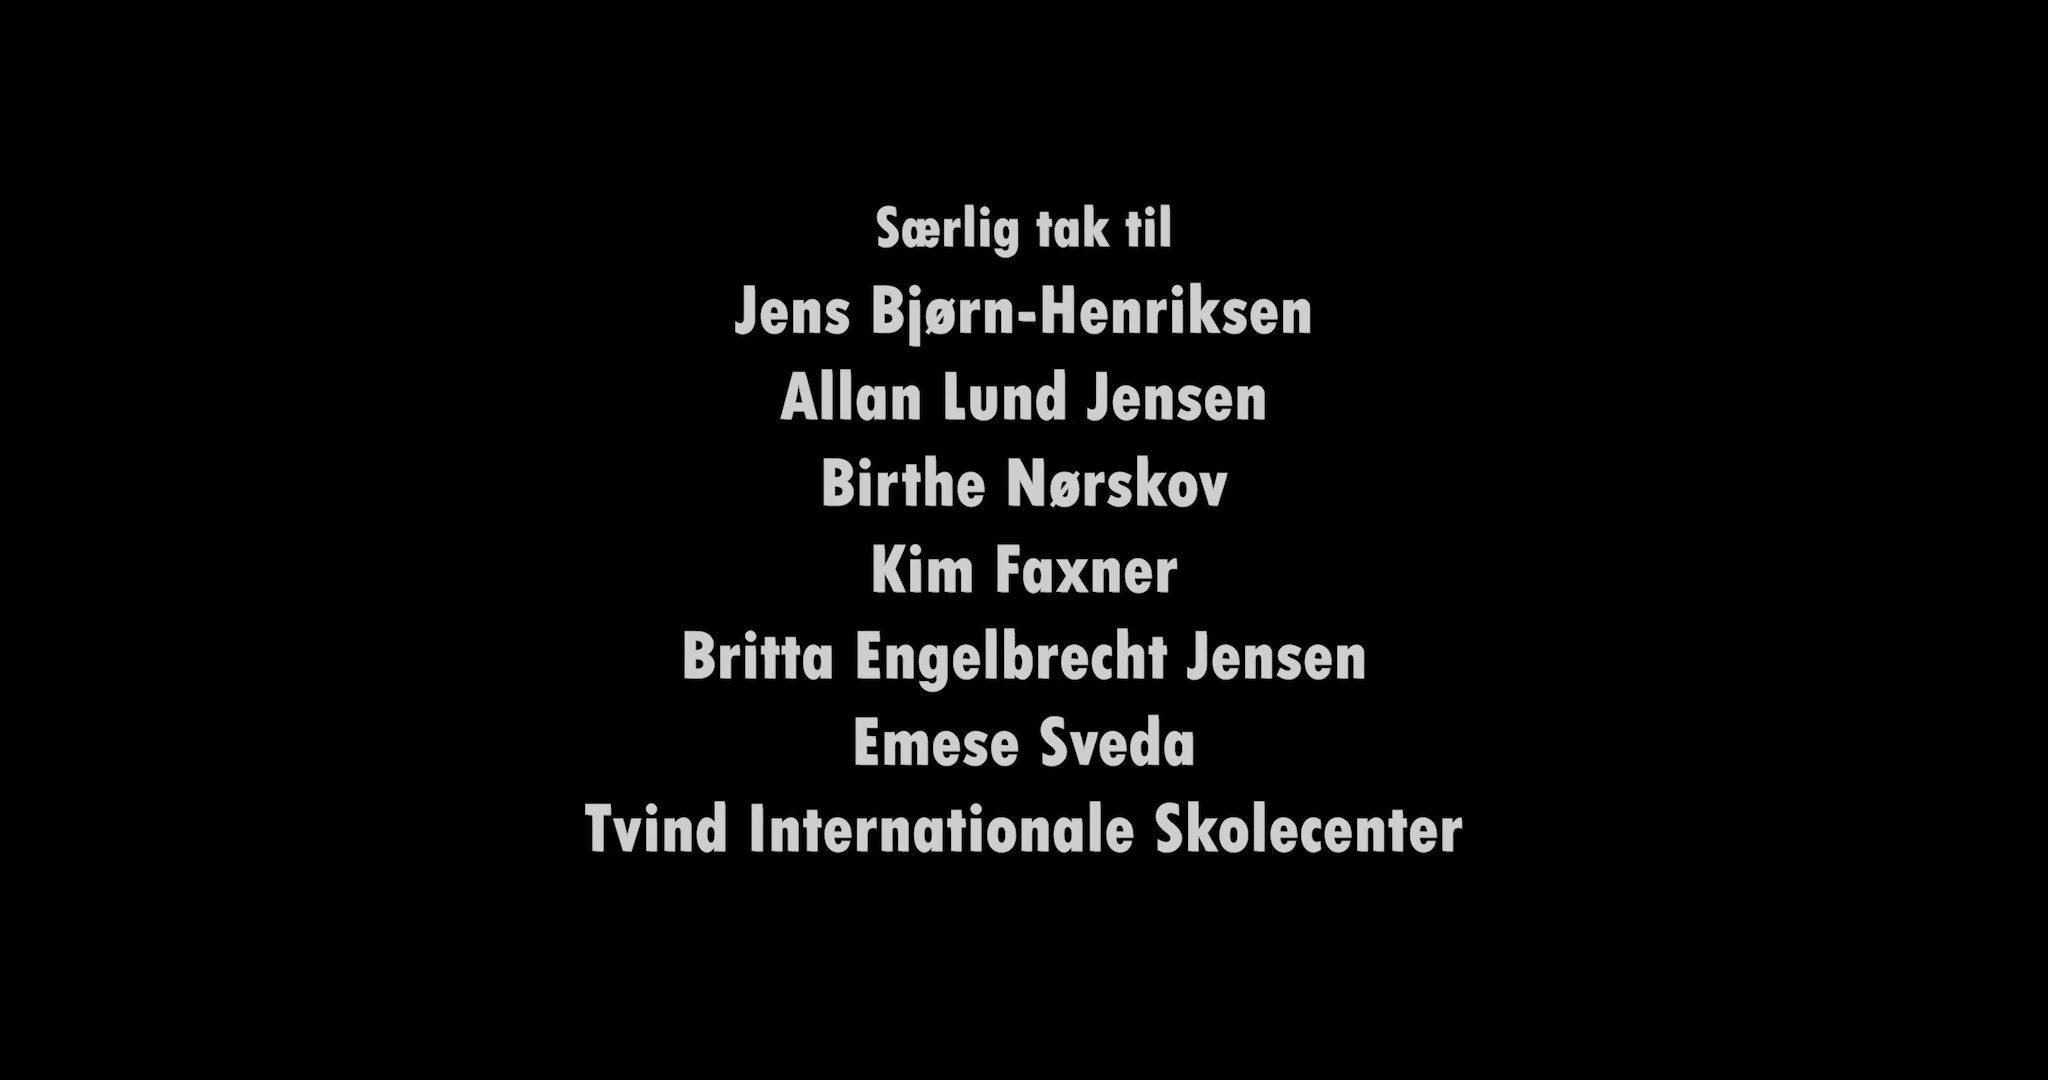 Særlig tak til
Jens Bjørn-Henriksen
Allan Lund Jensen
Birthe Nørskov
Kim Faxner
Britta Engelbrecht Jensen
Emese Sveda
Tvind Internationale Skolecenter